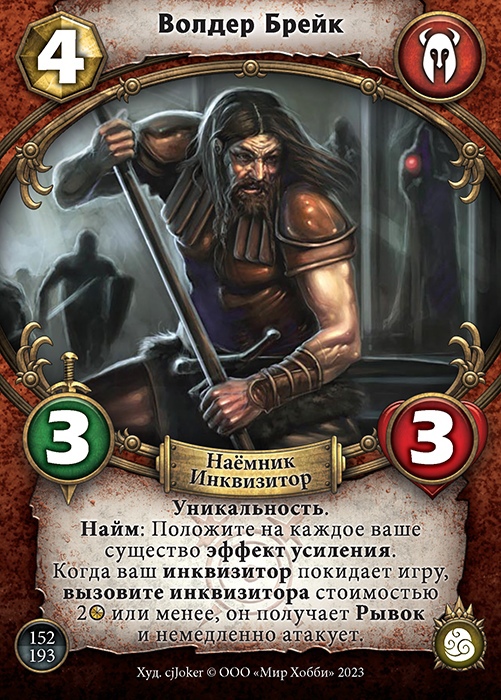 Волдер Брейк
4
3
3
Наёмник
Инквизитор
Уникальность.
Найм: Положите на каждое ваше
существо эффект усиления.
Когда ваш инквизитор покидает игру,
вызовите инквизитора стоимостью
2 или менее, он получает Рывок
и немедленно атакует.
152
193
Худ. cjJoker © ООО «Мир Хобби» 2023